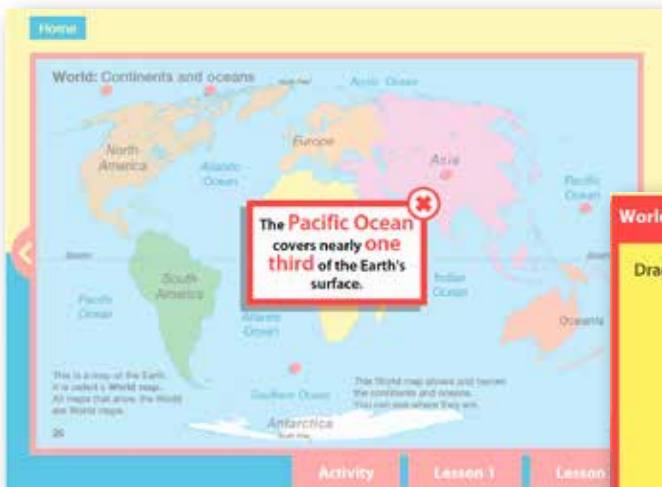 Home
World: Continents and oceans
Arctic Ocean
North
America
Atlantic
Ocean
Europe
Asia
Pacific
Ocean
The Pacific Ocean
covers nearly one
third of the Earth's
surface.
World
Drag
South
America
Pacific
Ocean
Atlantic
Ocean
Indian
Ocean
Oceania
This is a map of the Earth.
It is called a World map.
All maps that show the World
are World maps.
This World map shows and names
the continents and oceans.
You can see where they are.
Southern Ocean
Antarctica
26
Activity
Lesson 1
Lesson